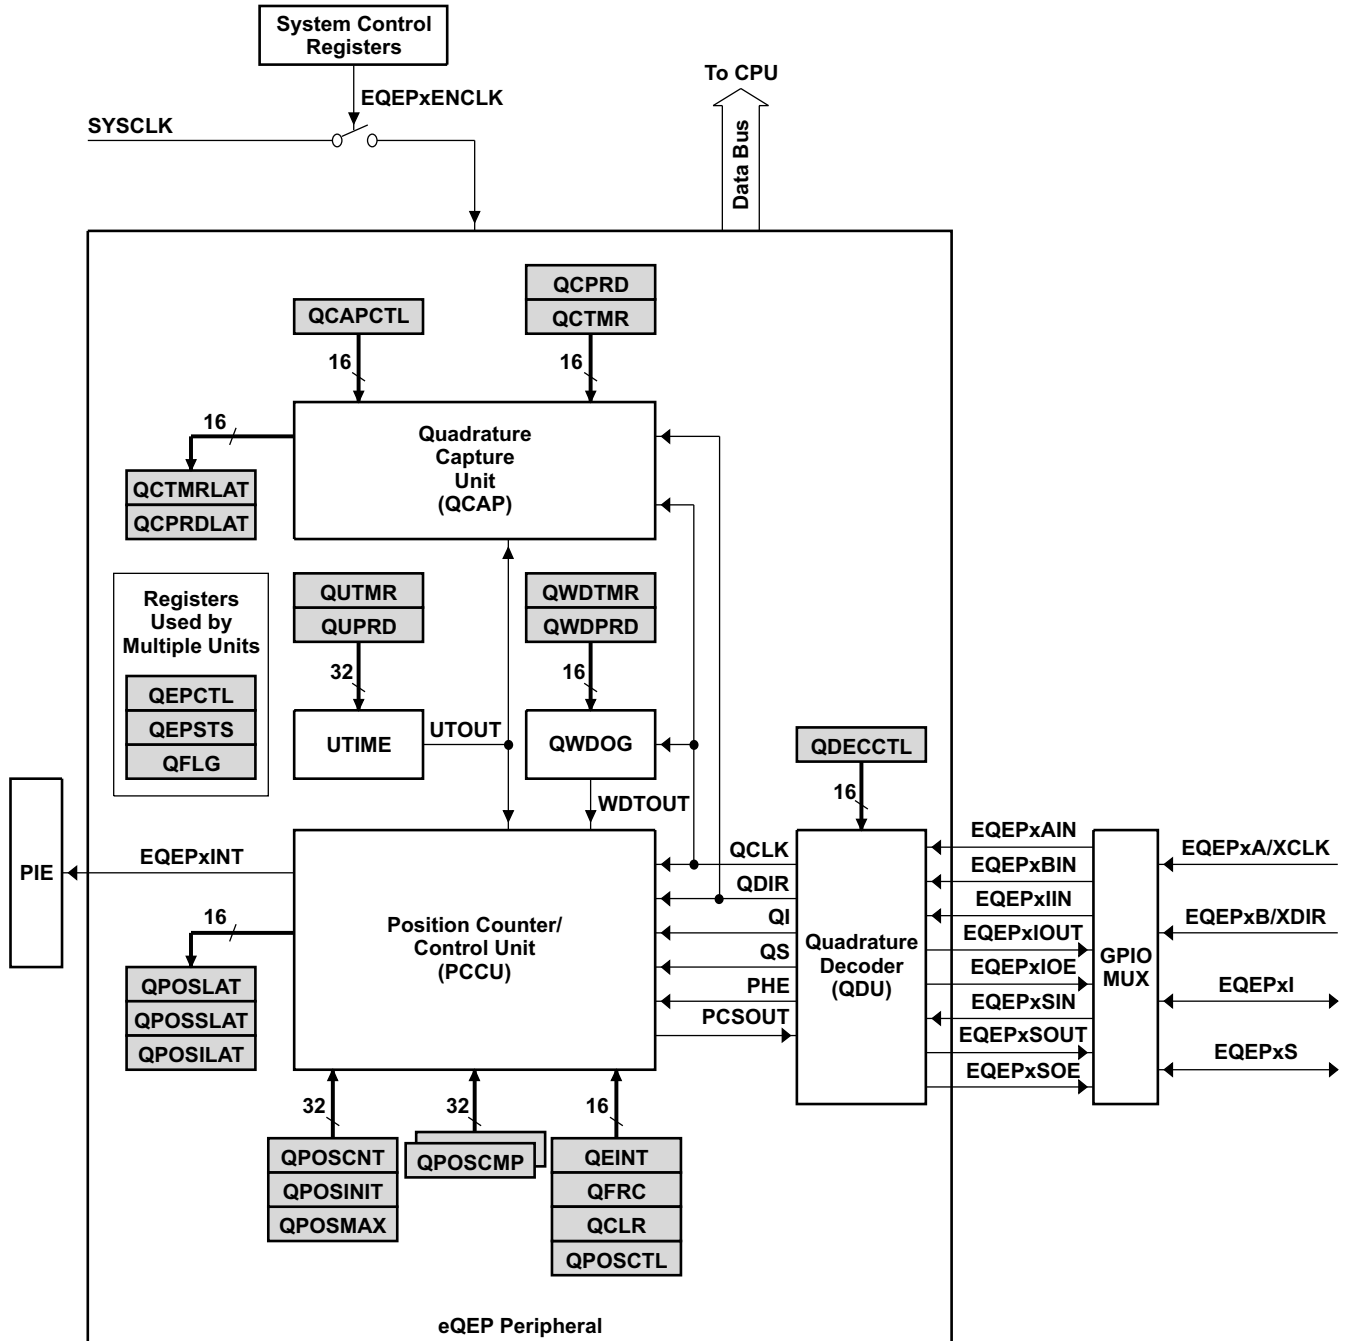 System Control
Registers
To CPU
EQEPxENCLK
SYSCLK
Data Bus
QCPRD
QCAPCTL
QCTMR
16
16
16
Quadrature
Capture
Unit
(QCAP)
QCTMRLAT
QCPRDLAT
Registers
Used by
Multiple Units
QEPCTL
QEPSTS
QFLG
QUTMR
QUPRD
QWDTMR
QWDPRD
32
16
UTIME
UTOUT
QWDOG
QDECCTL
WDTOUT
16
PIE
EQEPxINT
16
Position Counter/
Control Unit
(PCCU)
QCLK
QDIR
QI
QS
PHE
PCSOUT
Quadrature
Decoder
(QDU)
EQEPxAIN
EQEPxBIN
EQEPxIIN
EQEPxIOUT
EQEPxIOE
EQEPxSIN
EQEPxSOUT
EQEPxSOE
GPIO
MUX
EQEPxA/XCLK
EQEPxB/XDIR
EQEPxI
EQEPxS
QPOSLAT
QPOSSLAT
QPOSILAT
32
32
16
QPOSCNT
QPOSINIT
QPOSMAX
QPOSCMP
QEINT
QFRC
QCLR
QPOSCTL
eQEP Peripheral